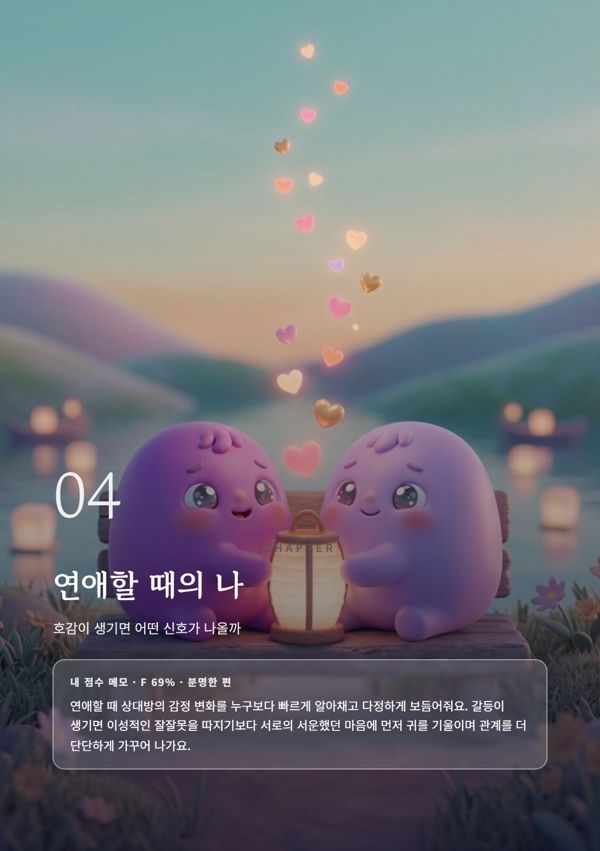 04
CHAPTER
연애할 때의 나
호감이 생기면 어떤 신호가 나올까
내 점수 메모 · F 69% · 분명한 편
연애할 때 상대방의 감정 변화를 누구보다 빠르게 알아채고 다정하게 보듬어줘요. 갈등이
생기면 이성적인 잘잘못을 따지기보다 서로의 서운했던 마음에 먼저 귀를 기울이며 관계를 더
단단하게 가꾸어 나가요.